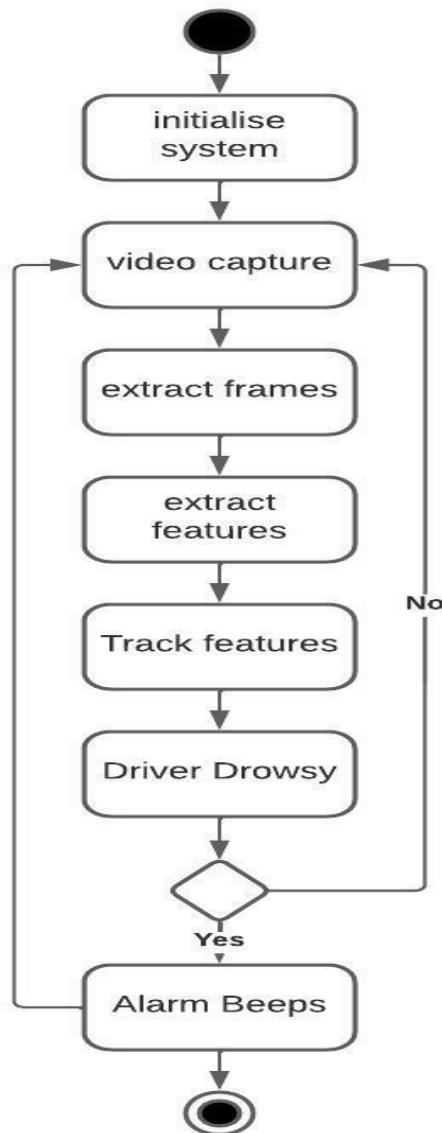 initialise
system
video capture
extract frames
extract
features
Track features
No
Driver Drowsy
Yes
Alarm Beeps